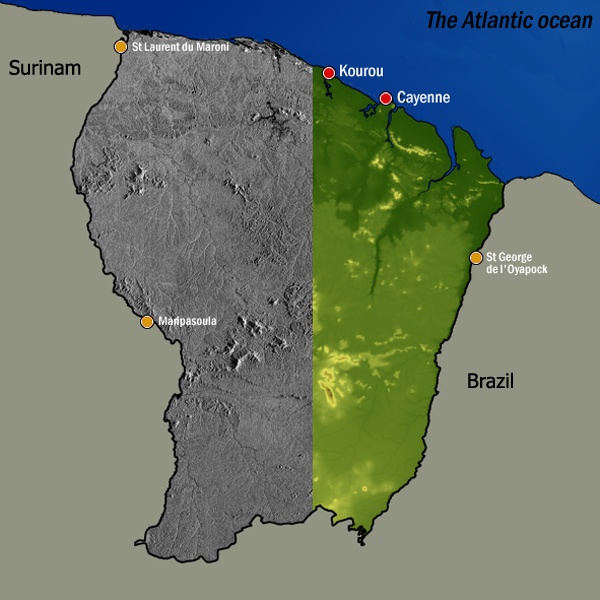 The Atlantic ocean
St Laurent du Maroni
Surinam
Kourou
Cayenne
St George
de l'Oyapock
Maripasoula
Brazil